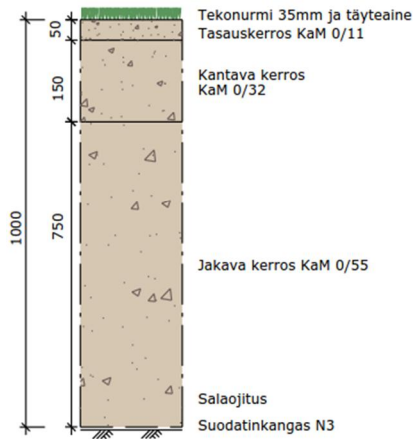 Tekonurmi 35mm ja täyteaine
50
Tasauskerros KaM 0/11
150
Kantava kerros
KaM 0/32
1000
750
Jakava kerros KaM 0/55
Salaojitus
Suodatinkangas N3